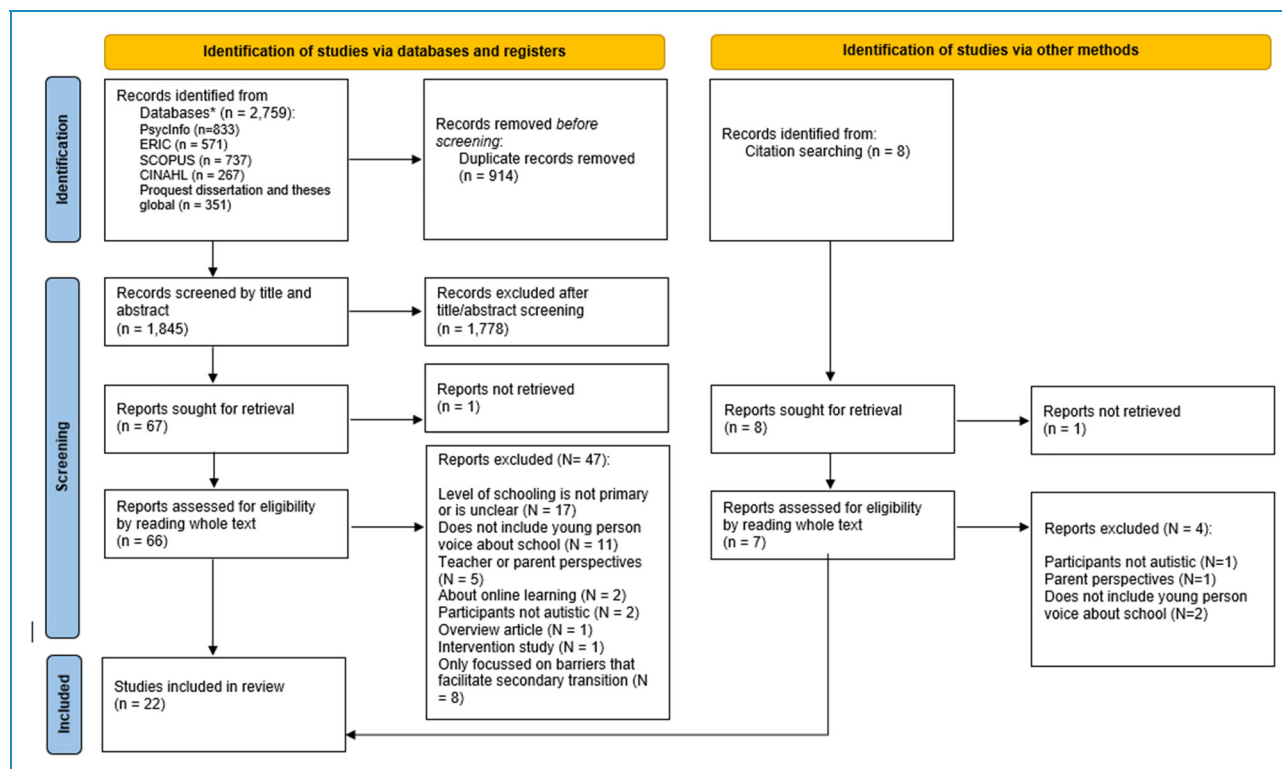 Identification of studies via databases and registers
Identification of studies via other methods
Identification
Records identified from
Databases* (n = 2,759):
PsycInfo (n=833)
ERIC (n = 571)
SCOPUS (n = 737)
CINAHL (n = 267)
Proquest dissertation and theses
global (n = 351)
Records removed before
screening:
Duplicate records removed
(n = 914)
Records identified from:
Citation searching (n = 8)
Screening
Records screened by title and
abstract
(n = 1,845)
Records excluded after
title/abstract screening
(n = 1,778)
Reports sought for retrieval
(n = 67)
Reports not retrieved
(n = 1)
Reports sought for retrieval
(n = 8)
Reports not retrieved
(n = 1)
Reports assessed for eligibility
by reading whole text
(n = 66)
Reports excluded (N= 47):
Level of schooling is not primary
or is unclear (N = 17)
Does not include young person
voice about school (N = 11)
Teacher or parent perspectives
(N = 5)
About online learning (N = 2)
Participants not autistic (N = 2)
Overview article (N = 1)
Intervention study (N = 1)
Only focussed on barriers that
facilitate secondary transition (N
= 8)
Reports assessed for eligibility
by reading whole text
(n = 7)
Reports excluded (N = 4):
Participants not autistic (N=1)
Parent perspectives (N=1)
Does not include young person
voice about school (N=2)
Included
Studies included in review
(n = 22)